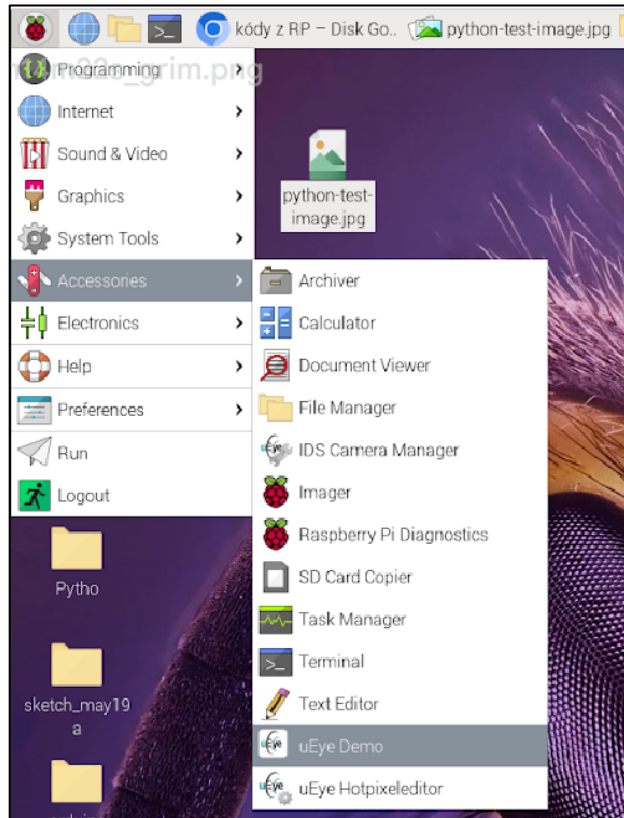 kódy z RP – Disk Go..
python-test-image.jpg
Programming
Internet
Sound & Video
Graphics
System Tools
Accessories
Electronics
Help
Preferences
Run
Logout
python-test-
image.jpg
Archiver
Calculator
Document Viewer
File Manager
IDS Camera Manager
Imager
Raspberry Pi Diagnostics
SD Card Copier
Task Manager
Terminal
Text Editor
uEye Demo
uEye Hotpixeleditor
Pytho
sketch_may19
a